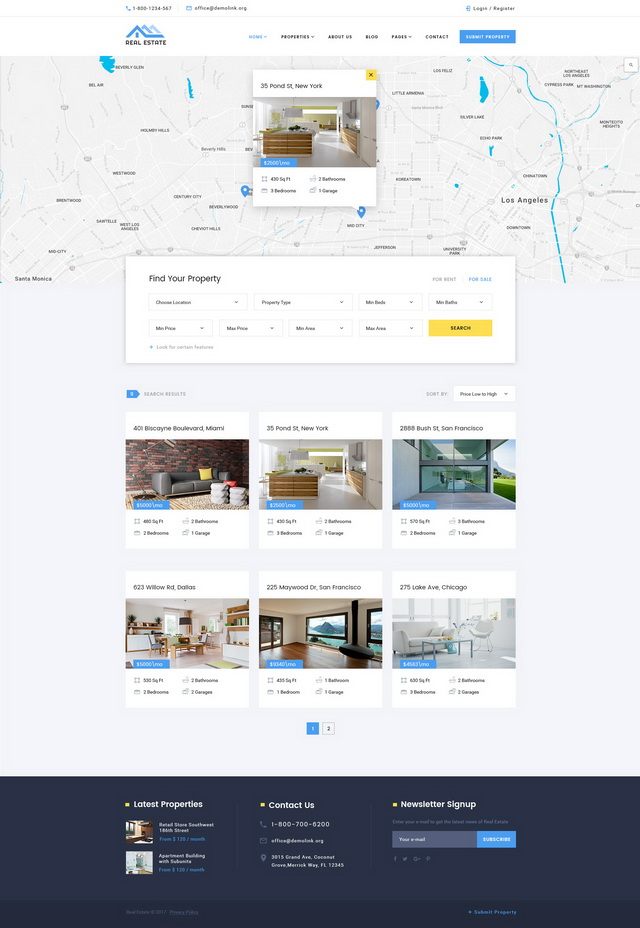 1-800-1234-567
office@demolink.org
Login / Register
REAL ESTATE
HOME
PROPERTIES
ABOUT US
BLOG
PAGES
CONTACT
SUBMIT PROPERTY
BEVERLY GLEN
BEL AIR
LOS FELIZ
NORTHEAST
LOS ANGELES
CYPRESS PARK
MT WASHINGTON
LITTLE ARMENIA
Santa Monica Blvd
SILVER LAKE
MONTECITO
HEIGHTS
HOLMBY HILLS
Beverly Hills
ECHO PARK
WESTWOOD
CHINATOWN
KOREATOWN
BRENTWOOD
CENTURY CITY
BEVERLYWOOD
Los Angeles
SAWTELLE
WEST LOS
ANGELES
CHEVIOT HILLS
MID CITY
DOWNTOWN
MID-CITY
JEFFERSON
UNIVERSITY
PARK
Santa Monica
35 Pond St, New York
$2500\mo
430 Sq Ft
2 Bathrooms
3 Bedrooms
1 Garage
Find Your Property
FOR RENT
FOR SALE
Choose Location
Property Type
Min Beds
Min Baths
Min Price
Max Price
Min Area
Max Area
SEARCH
+ Look for certain features
9
SEARCH RESULTS
SORT BY:
Price Low to High
401 Biscayne Boulevard, Miami
$5000\mo
480 Sq Ft
2 Bathrooms
2 Bedrooms
1 Garage
35 Pond St, New York
$2500\mo
430 Sq Ft
2 Bathrooms
3 Bedrooms
1 Garage
2888 Bush St, San Francisco
$5000\mo
570 Sq Ft
3 Bathrooms
2 Bedrooms
1 Garage
623 Willow Rd, Dallas
$5000\mo
530 Sq Ft
2 Bathrooms
2 Bedrooms
2 Garages
225 Maywood Dr, San Francisco
$9340\mo
435 Sq Ft
1 Bathroom
1 Bedroom
1 Garage
275 Lake Ave, Chicago
$4563\mo
630 Sq Ft
2 Bathrooms
3 Bedrooms
2 Garages
1
2
Latest Properties
Retail Store Southwest
186th Street
From $ 120 / month
Apartment Building
with Subunits
From $ 120 / month
Contact Us
1-800-700-6200
office@demolink.org
3015 Grand Ave, Coconut
Grove,Merrick Way, FL 12345
Newsletter Signup
Enter your e-mail to get the latest news of Real Estate
Your e-mail
SUBSCRIBE
Real Estate © 2017
Privacy Policy
+ Submit Property